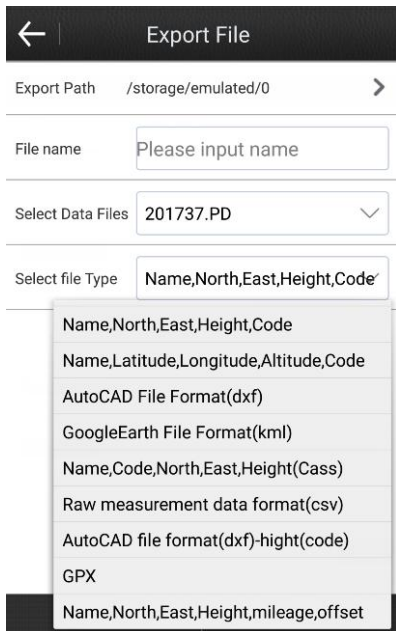 Export File
Export Path /storage/emulated/0
File name Please input name
Select Data Files 201737.PD
Select file Type Name,North,East,Height,Code
Name,North,East,Height,Code
Name,Latitude,Longitude,Altitude,Code
AutoCAD File Format(dxf)
GoogleEarth File Format(kml)
Name,Code,North,East,Height(Cass)
Raw measurement data format(csv)
AutoCAD file format(dxf)-hight(code)
GPX
Name,North,East,Height,mileage,offset